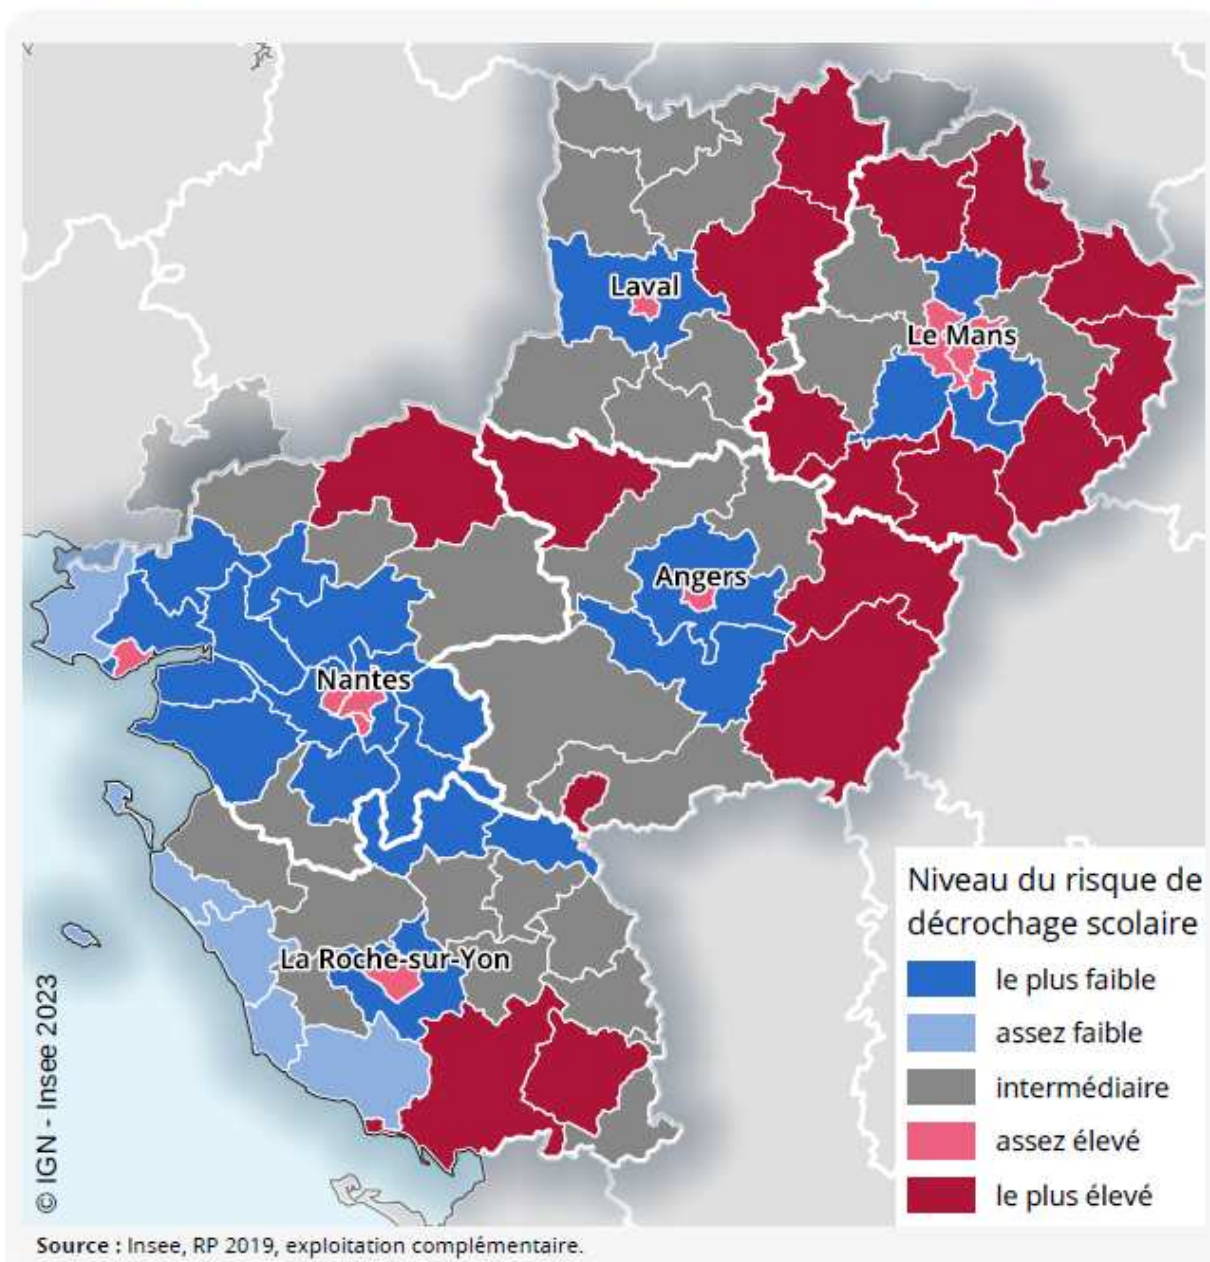 Laval
Le Mans
Angers
Nantes
La Roche-sur-Yon
Niveau du risque de
décrochage scolaire
le plus faible
assez faible
intermédiaire
assez élevé
le plus élevé
© IGN - Insee 2023
Source : Insee, RP 2019, exploitation complémentaire.